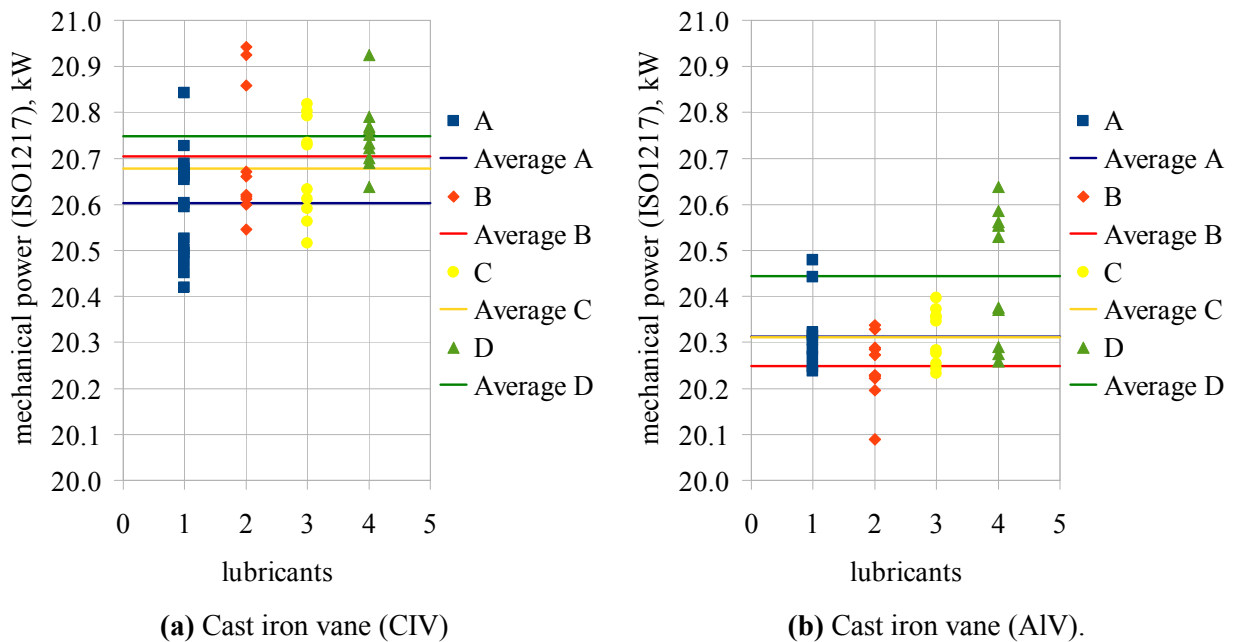 mechanical power (ISO1217), kW
21.0
20.9
20.8
20.7
20.6
20.5
20.4
20.3
20.2
20.1
20.0
0 1 2 3 4 5
lubricants
A
Average A
B
Average B
C
Average C
D
Average D
(a) Cast iron vane (CIV)
mechanical power (ISO1217), kW
21.0
20.9
20.8
20.7
20.6
20.5
20.4
20.3
20.2
20.1
20.0
0 1 2 3 4 5
lubricants
A
Average A
B
Average B
C
Average C
D
Average D
(b) Cast iron vane (AlV).